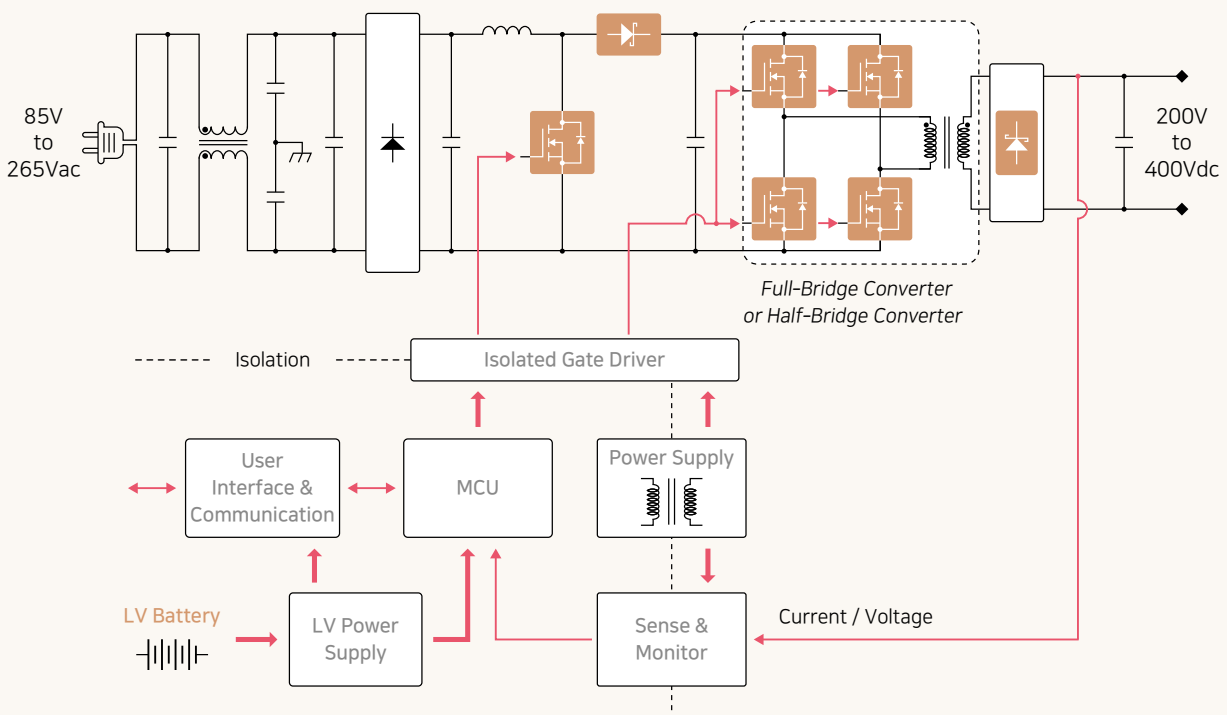 85V
to
265Vac
200V
to
400Vdc
Full-Bridge Converter
or Half-Bridge Converter
Isolation
Isolated Gate Driver
User
Interface &
Communication
MCU
Power Supply
LV Battery
LV Power
Supply
Sense &
Monitor
Current / Voltage